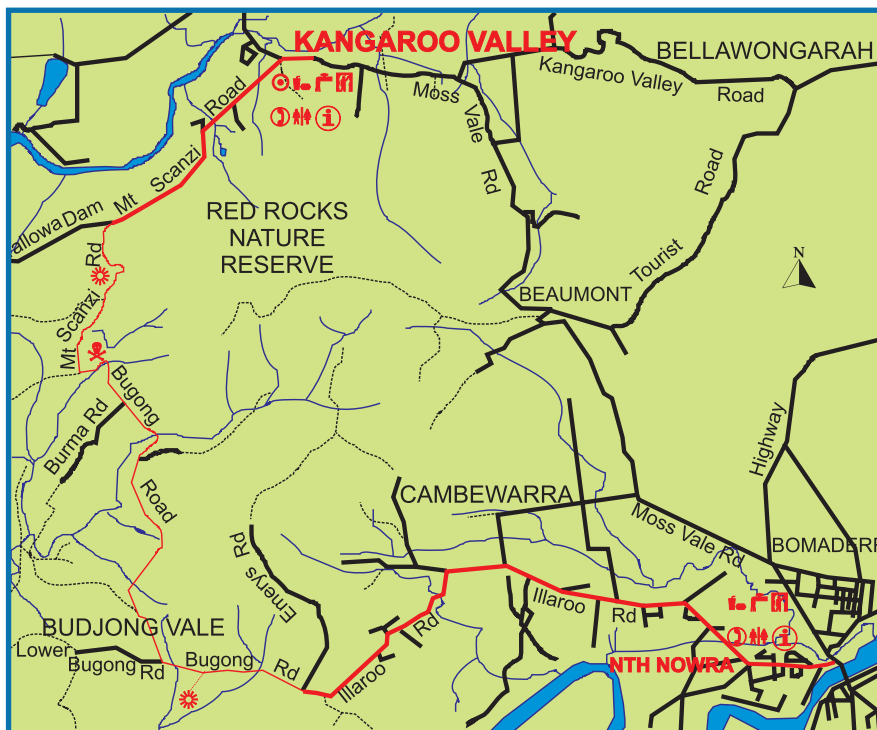 KANGAROO VALLEY
BELLAWONGARAH
Kangaroo Valley
Road
Moss Vale
Rd
Road
Scanzi
Mt
allowa Dam
RED ROCKS
NATURE
RESERVE
Road
Tourist
N
BEAUMONT
Rd
Scanzi
Mt
Bugong
Burma Rd
Road
Highway
CAMBEWARRA
Moss Vale Rd
BOMADERR
Emerys Rd
Illaroo
Rd
BUDJONG VALE
Lower
Bugong
Rd
Bugong
Rd
Illaroo
Rd
NTH NOWRA